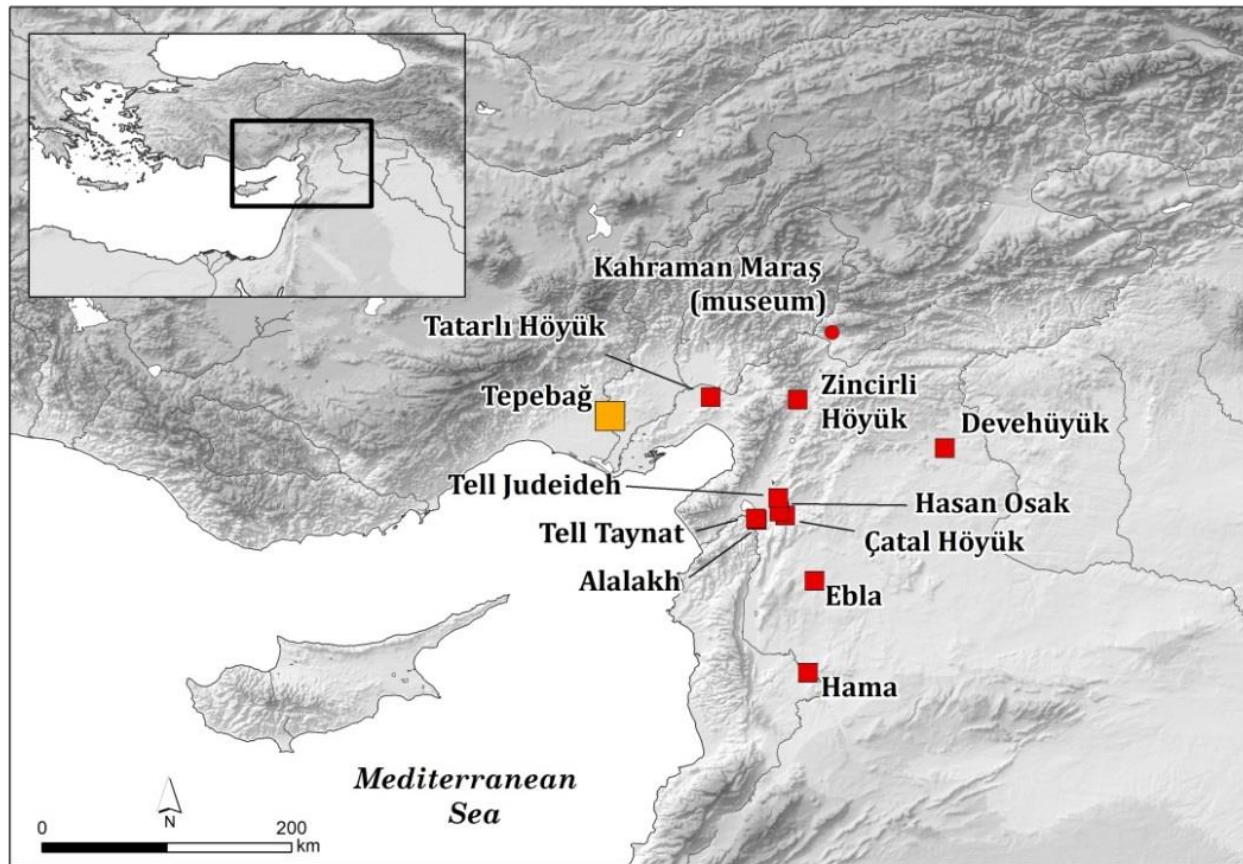 Kahraman Maraş
(museum)
Tatarlı Höyük
Tepebağ
Zincirli
Höyük
Devehüyük
Tell Judeideh
Hasan Osak
Tell Taynat
Çatal Höyük
Alalakh
Ebla
Hama
Mediterranean
Sea
N
0 200
km